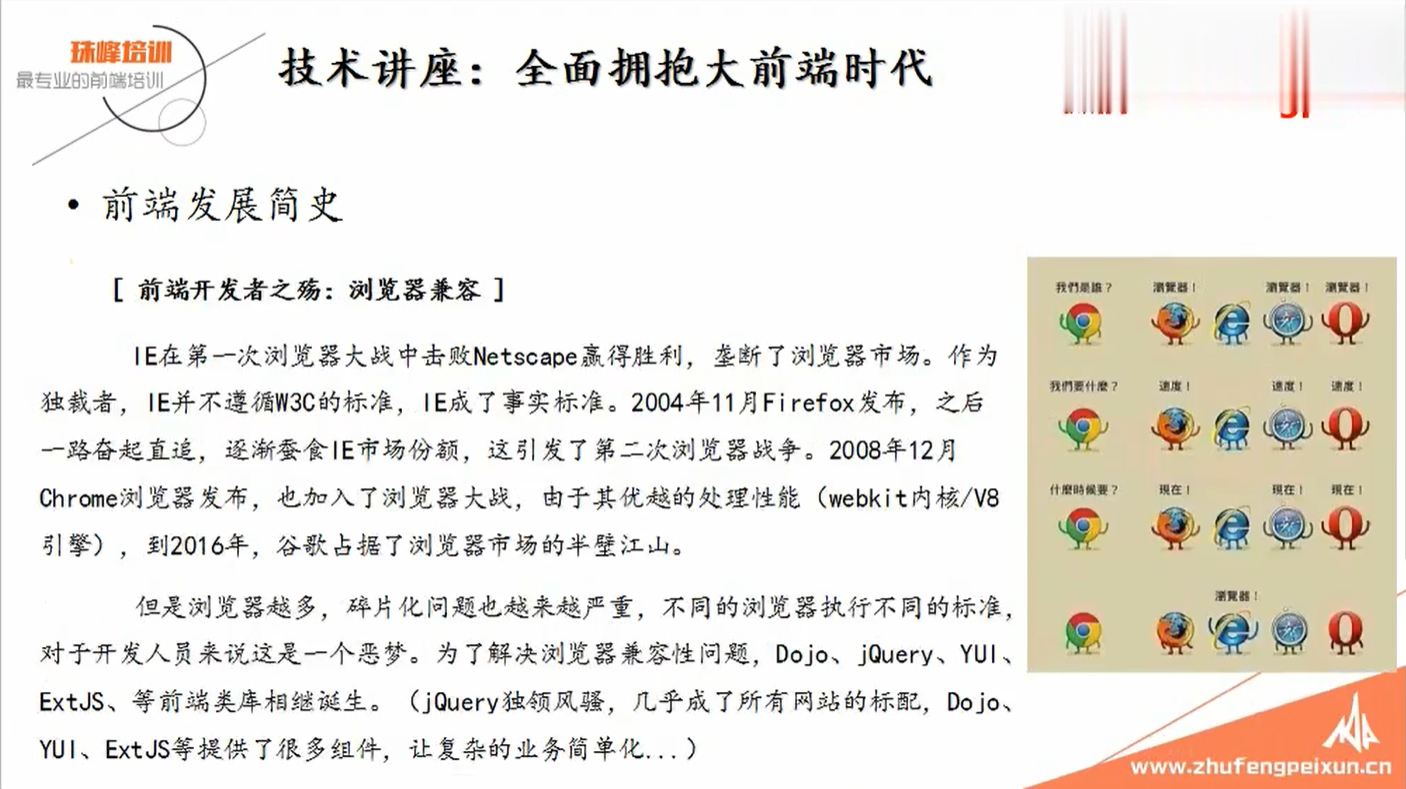 珠峰培训
最专业的前端培训
技术讲座：全面拥抱大前端时代
• 前端发展简史
[ 前端开发者之殇：浏览器兼容 ]
IE在第一次浏览器大战中击败Netscape赢得胜利，垄断了浏览器市场。作为
独裁者，IE并不遵循W3C的标准，IE成了事实标准。2004年11月Firefox发布，之后
一路奋起直追，逐渐蚕食IE市场份额，这引发了第二次浏览器战争。2008年12月
Chrome浏览器发布，也加入了浏览器大战，由于其优越的处理性能（webkit内核/V8
引擎），到2016年，谷歌占据了浏览器市场的半壁江山。
但是浏览器越多，碎片化问题也越来越严重，不同的浏览器执行不同的标准，
对于开发人员来说这是一个恶梦。为了解决浏览器兼容性问题，Dojo、jQuery、YUI、
ExtJS、等前端类库相继诞生。（jQuery独领风骚，几乎成了所有网站的标配，Dojo、
YUI、ExtJS等提供了很多组件，让复杂的业务简单化...）
我們是誰？ 瀏覽器！ 瀏覽器！ 瀏覽器！
我們要什麼？ 速度！ 速度！ 速度！
什麼時候要？ 現在！ 現在！ 現在！
瀏覽器！
www.zhufengpeixun.cn